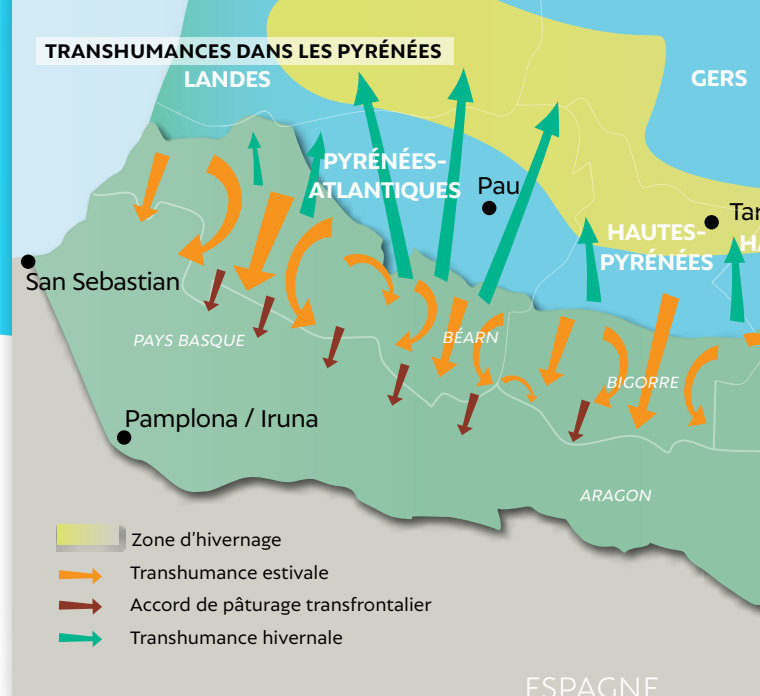 TRANSHUMANCES DANS LES PYRÉNÉES
LANDES
GERS
PYRÉNÉES-
ATLANTIQUES
Pau
HAUTES-
PYRÉNÉES
San Sebastian
PAYS BASQUE
BÉARN
BIGORRE
Pamplona / Iruna
ARAGON
Zone d'hivernage
Transhumance estivale
Accord de pâturage transfrontalier
Transhumance hivernale
ESPAGNE